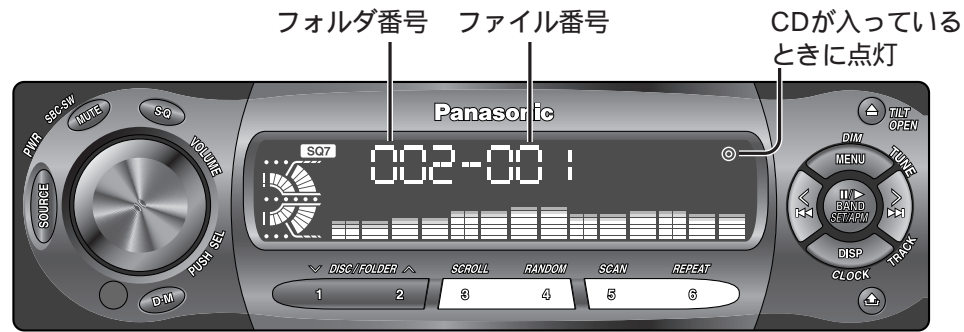 フォルダ番号
ファイル番号
CDが入っている
ときに点灯
Panasonic
PWR
SBC-SW
MUTE
S·Q
VOLUME
SOURCE
PUSH SEL
D·M
SQ7
002-001
TILT
OPEN
DIM
MENU
TUNE
BAND
SET/APM
DISP
TRACK
CLOCK
DISC/FOLDER
SCROLL
RANDOM
SCAN
REPEAT
1
2
3
4
5
6